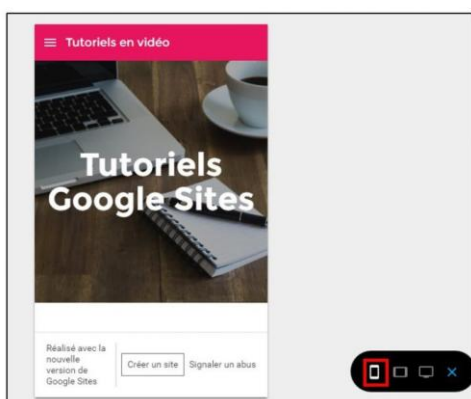 Tutoriels en vidéo
Tutoriels
Google Sites
Réalisé avec la
nouvelle
version de
Google Sites
Créer un site
Signaler un abus